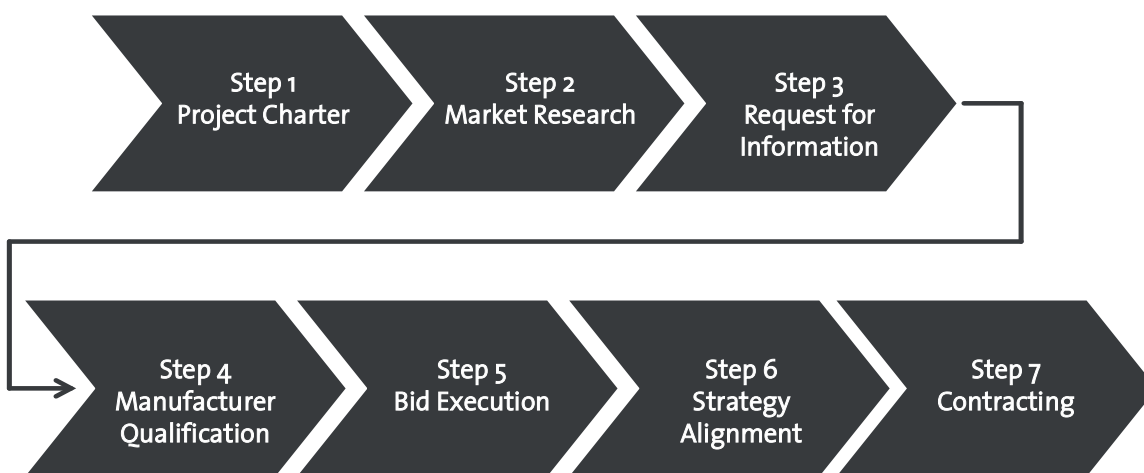 Step 1
Project Charter
Step 2
Market Research
Step 3
Request for
Information
Step 4
Manufacturer
Qualification
Step 5
Bid Execution
Step 6
Strategy
Alignment
Step 7
Contracting